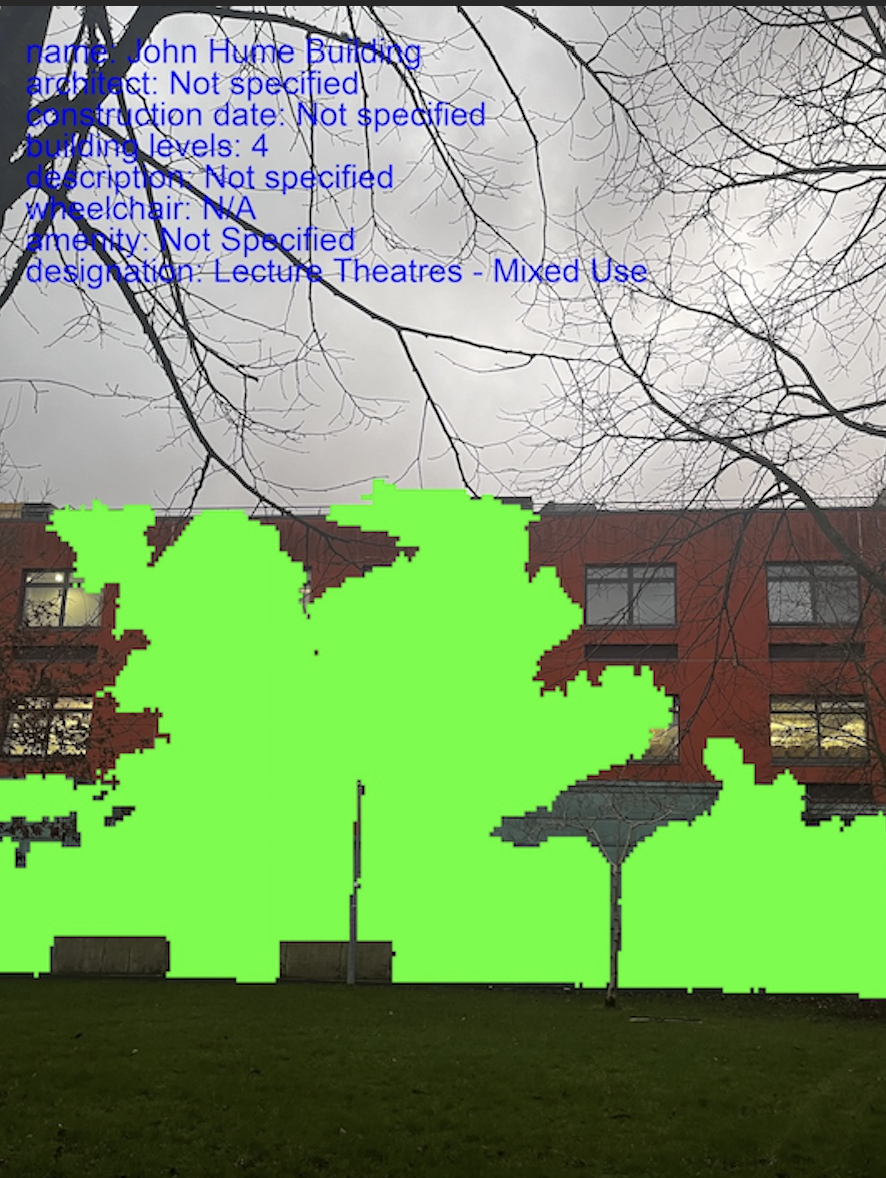 name: John Hume Building
architect: Not specified
construction date: Not specified
building levels: 4
description: Not specified
wheelchair: N/A
amenity: Not Specified
designation: Lecture Theatres - Mixed Use